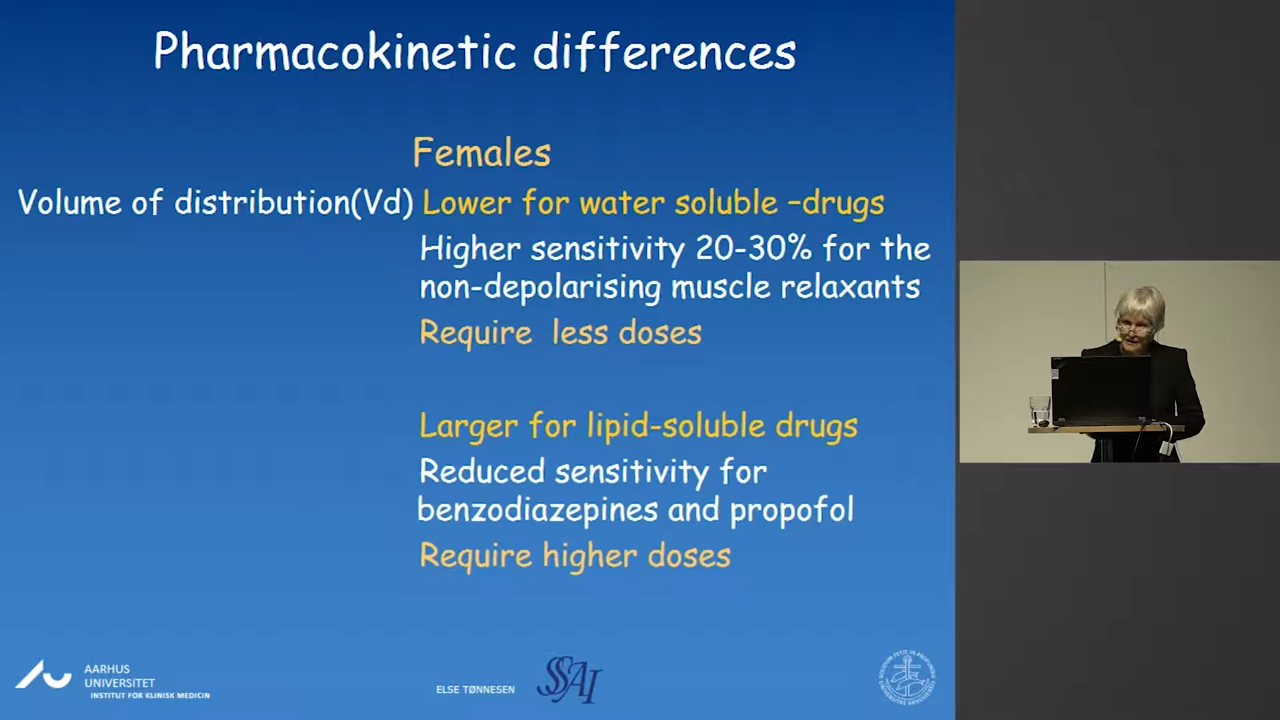 Pharmacokinetic differences
Females
Volume of distribution(Vd) Lower for water soluble –drugs
Higher sensitivity 20-30% for the
non-depolarising muscle relaxants
Require less doses
Larger for lipid-soluble drugs
Reduced sensitivity for
benzodiazepines and propofol
Require higher doses
AARHUS
UNIVERSITET
INSTITUT FOR KLINISK MEDICIN
ELSE TØNNESEN
SSAI